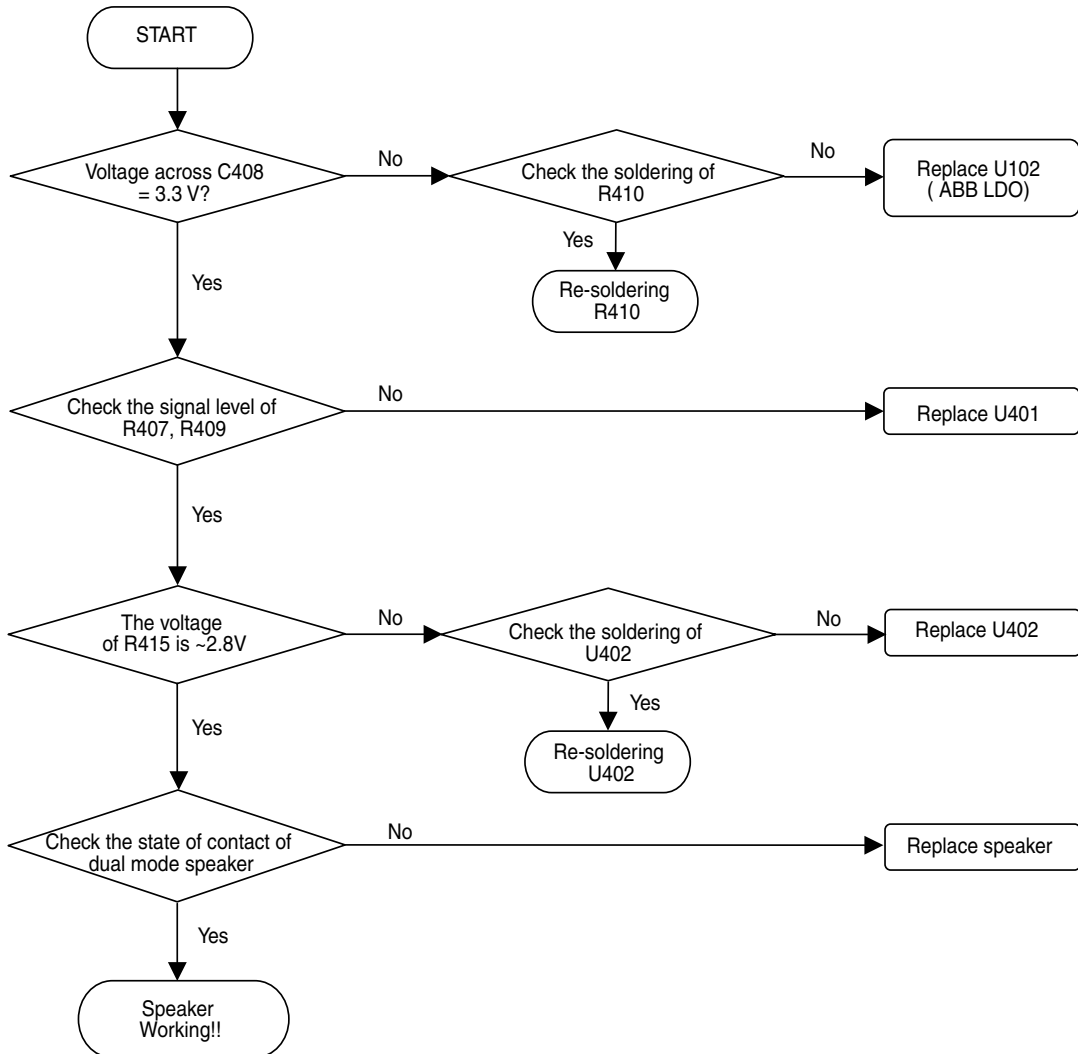 START
Voltage across C408
= 3.3 V?
No
Check the soldering of
R410
No
Replace U102
( ABB LDO)
Yes
Re-soldering
R410
Yes
Check the signal level of
R407, R409
No
Replace U401
Yes
The voltage
of R415 is ~2.8V
No
Check the soldering of
U402
No
Replace U402
Yes
Re-soldering
U402
Yes
Check the state of contact of
dual mode speaker
No
Replace speaker
Yes
Speaker
Working!!